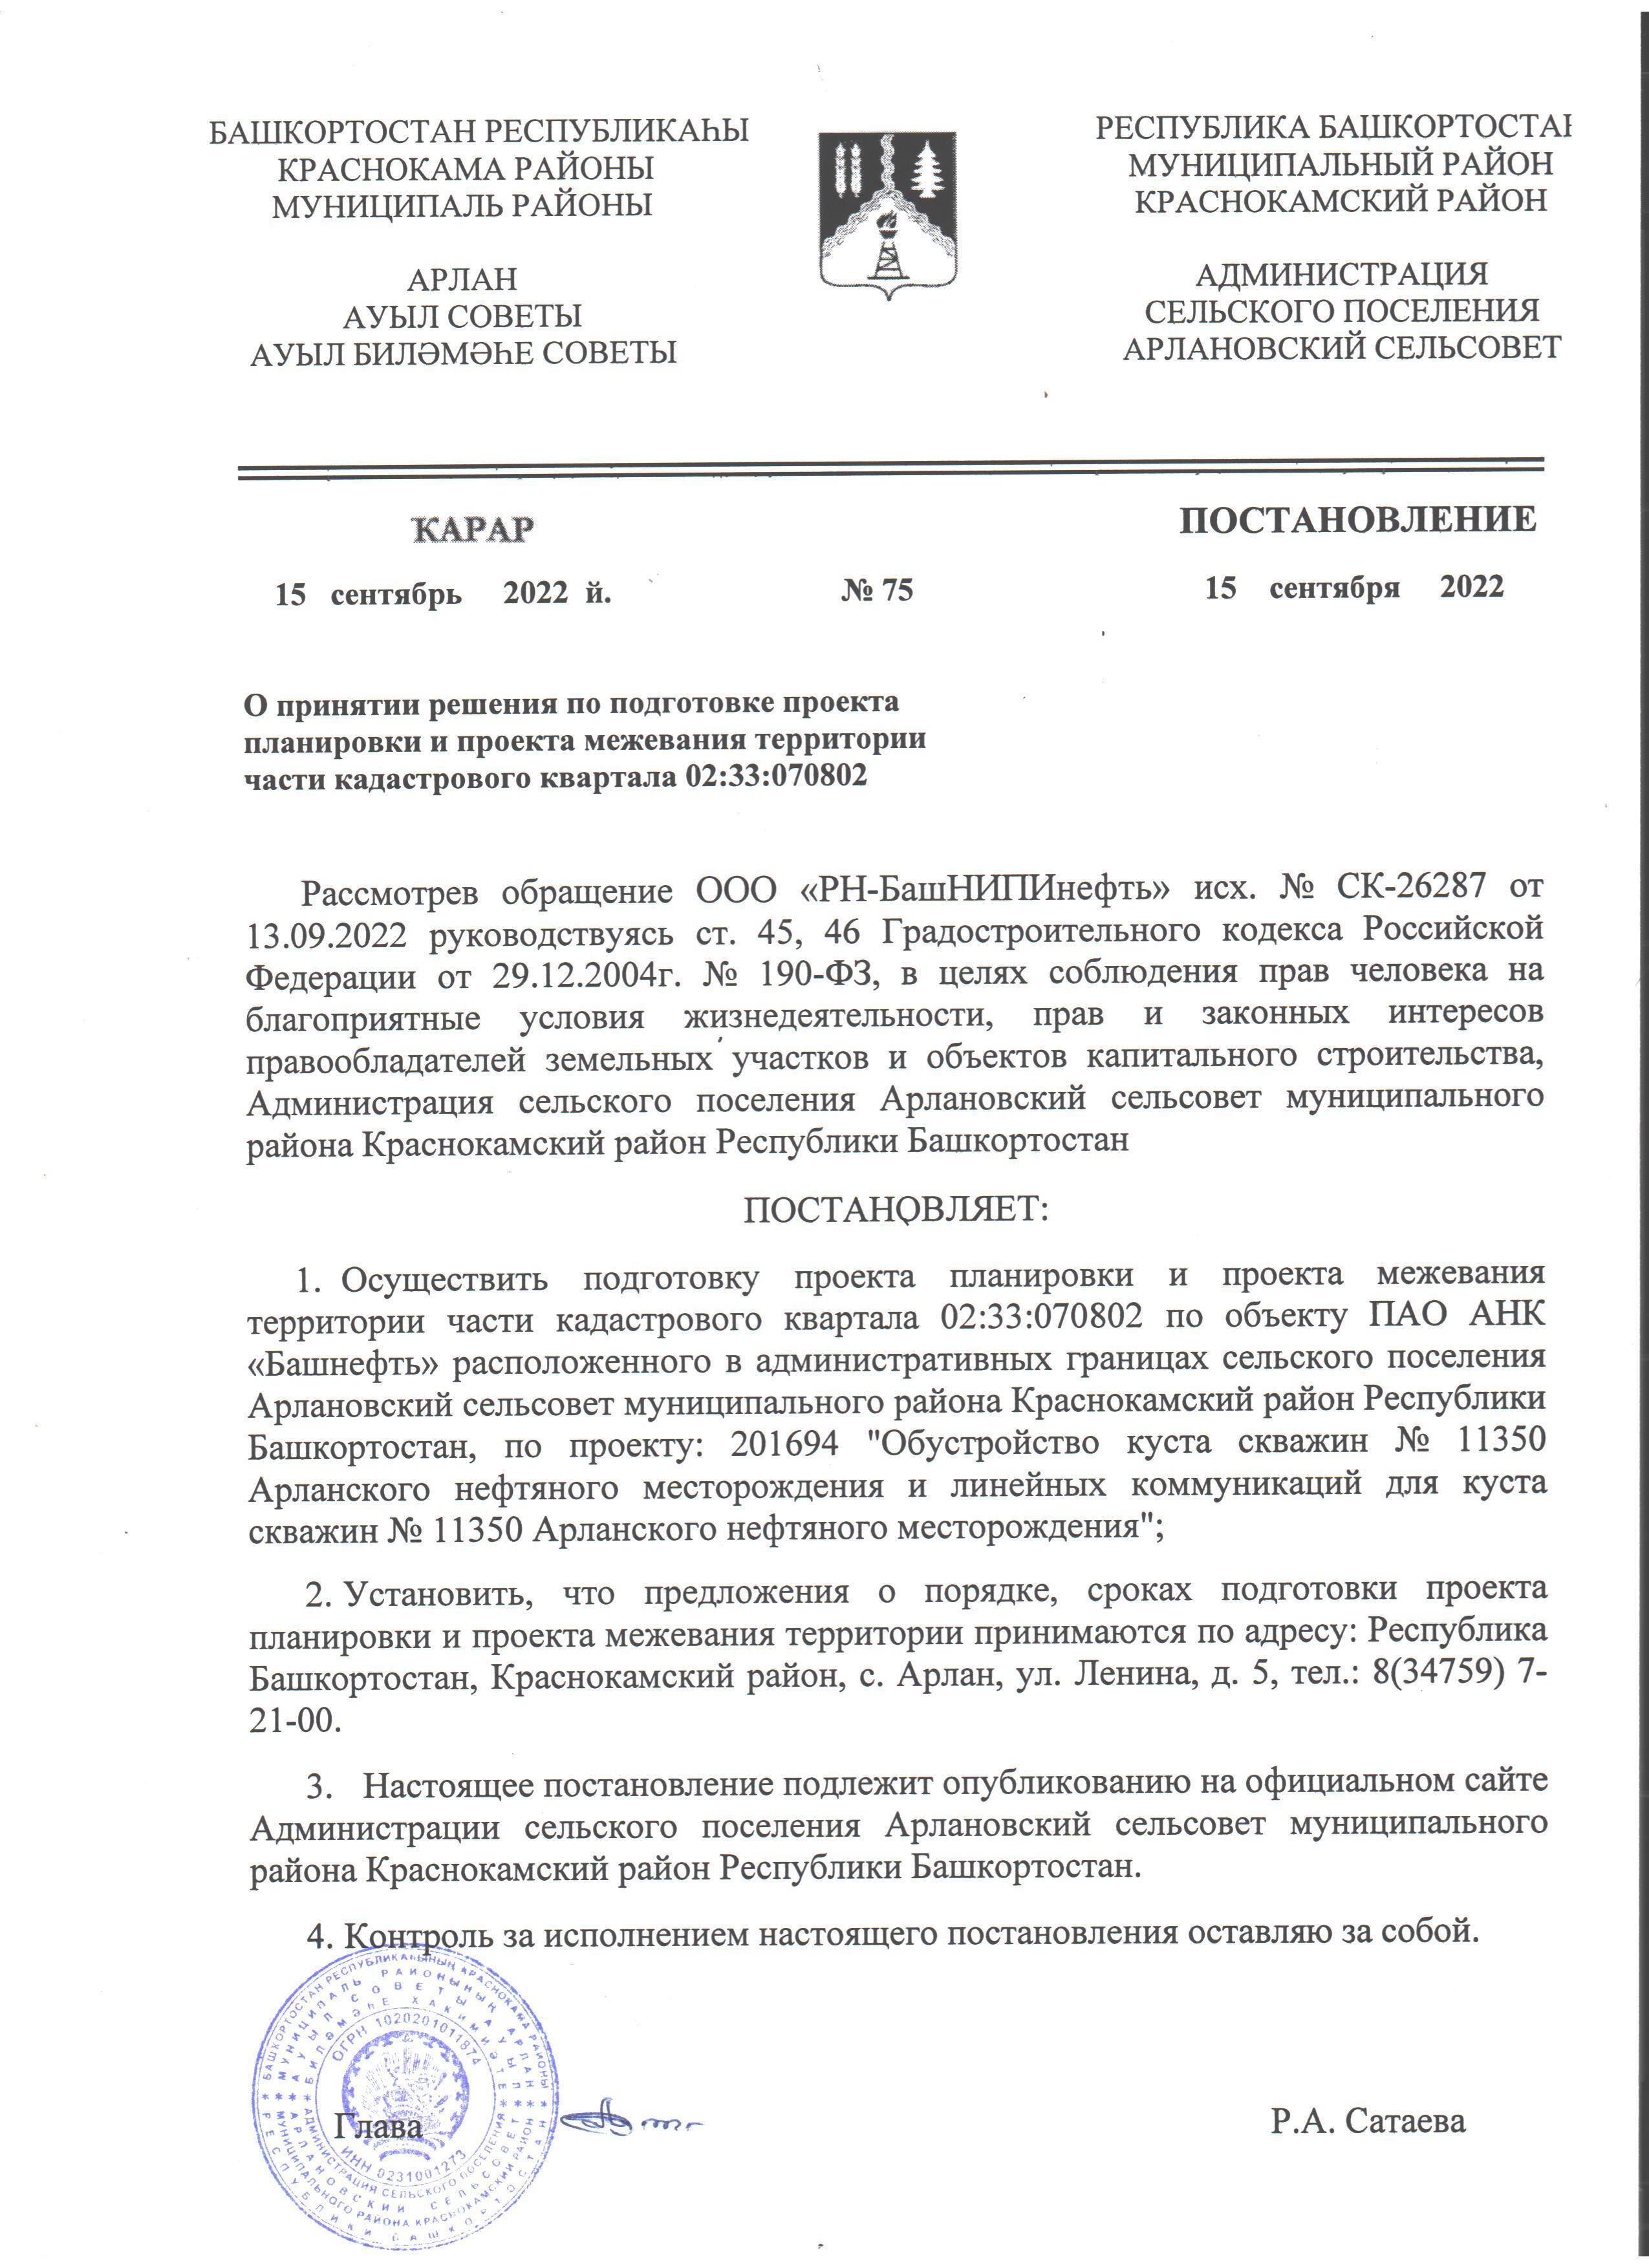 БАШКОРТОСТАН РЕСПУБЛИКАҺЫ
КРАСНОКАМА РАЙОНЫ
МУНИЦИПАЛЬ РАЙОНЫ
АРЛАН
АУЫЛ СОВЕТЫ
АУЫЛ БИЛӘМӘҺЕ СОВЕТЫ
РЕСПУБЛИКА БАШКОРТОСТАН
МУНИЦИПАЛЬНЫЙ РАЙОН
КРАСНОКАМСКИЙ РАЙОН
АДМИНИСТРАЦИЯ
СЕЛЬСКОГО ПОСЕЛЕНИЯ
АРЛАНОВСКИЙ СЕЛЬСОВЕТ
ҠАРАР
ПОСТАНОВЛЕНИЕ
15 сентябрь 2022 й.
№ 75
15 сентября 2022
О принятии решения по подготовке проекта
планировки и проекта межевания территории
части кадастрового квартала 02:33:070802
Рассмотрев обращение ООО «РН-БашНИПИнефть» исх. № СК-26287 от
13.09.2022 руководствуясь ст. 45, 46 Градостроительного кодекса Российской
Федерации от 29.12.2004г. № 190-ФЗ, в целях соблюдения прав человека на
благоприятные условия жизнедеятельности, прав и законных интересов
правообладателей земельных участков и объектов капитального строительства,
Администрация сельского поселения Арлановский сельсовет муниципального
района Краснокамский район Республики Башкортостан
ПОСТАНОВЛЯЕТ:
1. Осуществить подготовку проекта планировки и проекта межевания
территории части кадастрового квартала 02:33:070802 по объекту ПАО АНК
«Башнефть» расположенного в административных границах сельского поселения
Арлановский сельсовет муниципального района Краснокамский район Республики
Башкортостан, по проекту: 201694 "Обустройство куста скважин № 11350
Арланского нефтяного месторождения и линейных коммуникаций для куста
скважин № 11350 Арланского нефтяного месторождения";
2. Установить, что предложения о порядке, сроках подготовки проекта
планировки и проекта межевания территории принимаются по адресу: Республика
Башкортостан, Краснокамский район, с. Арлан, ул. Ленина, д. 5, тел.: 8(34759) 7-
21-00.
3. Настоящее постановление подлежит опубликованию на официальном сайте
Администрации сельского поселения Арлановский сельсовет муниципального
района Краснокамский район Республики Башкортостан.
4. Контроль за исполнением настоящего постановления оставляю за собой.
БАШКОРТОСТАН РЕСПУБЛИКАҺЫНЫҢ КРАСНОКАМА РАЙОНЫ
МУНИЦИПАЛЬ РАЙОНЫНЫҢ АРЛАН
АУЫЛ СОВЕТЫ АУЫЛ
БИЛӘМӘҺЕ ХАКИМИӘТЕ
ОГРН 1020201011874
ИНН 0231001273
АДМИНИСТРАЦИЯ СЕЛЬСКОГО ПОСЕЛЕНИЯ
АРЛАНОВСКИЙ СЕЛЬСОВЕТ
МУНИЦИПАЛЬНОГО РАЙОНА КРАСНОКАМСКИЙ РАЙОН
РЕСПУБЛИКИ БАШКОРТОСТАН
Глава
Р.А. Сатаева